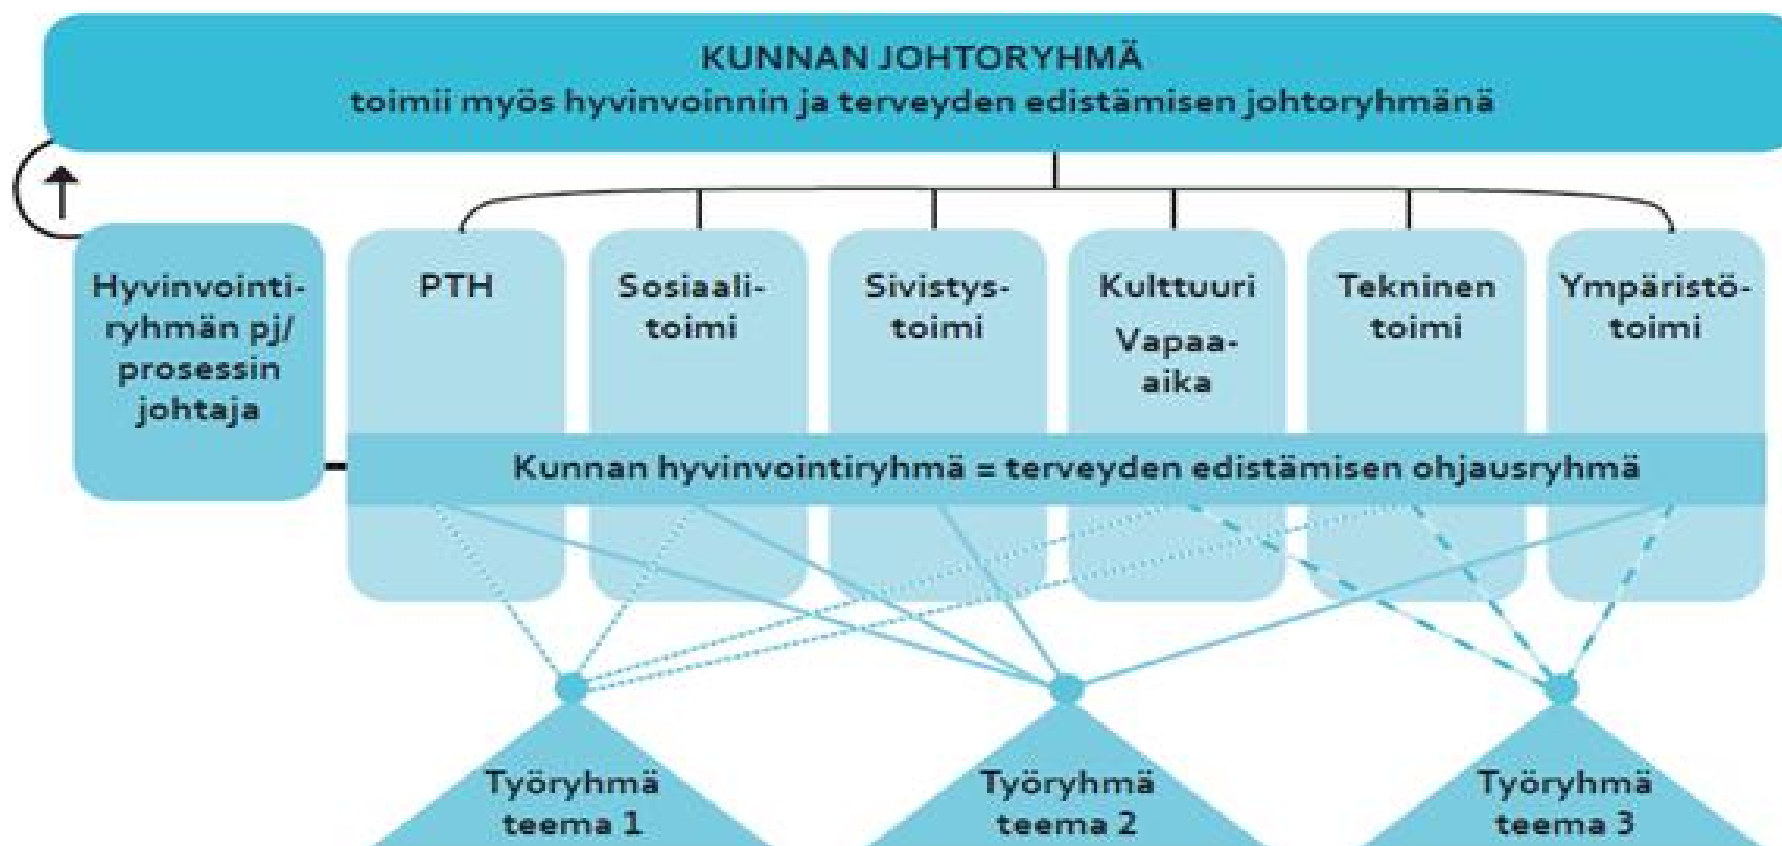 KUNNAN JOHTORYHMÄ
toimii myös hyvinvoinnin ja terveyden edistämisen johtoryhmänä
Hyvinvointi-
ryhmän pj/
prosessin
johtaja
PTH
Sosiaali-
toimi
Sivistys-
toimi
Kulttuuri
Vapaa-
aika
Tekninen
toimi
Ympäristö-
toimi
Kunnan hyvinvointiryhmä = terveyden edistämisen ohjausryhmä
Työryhmä
teema 1
Työryhmä
teema 2
Työryhmä
teema 3